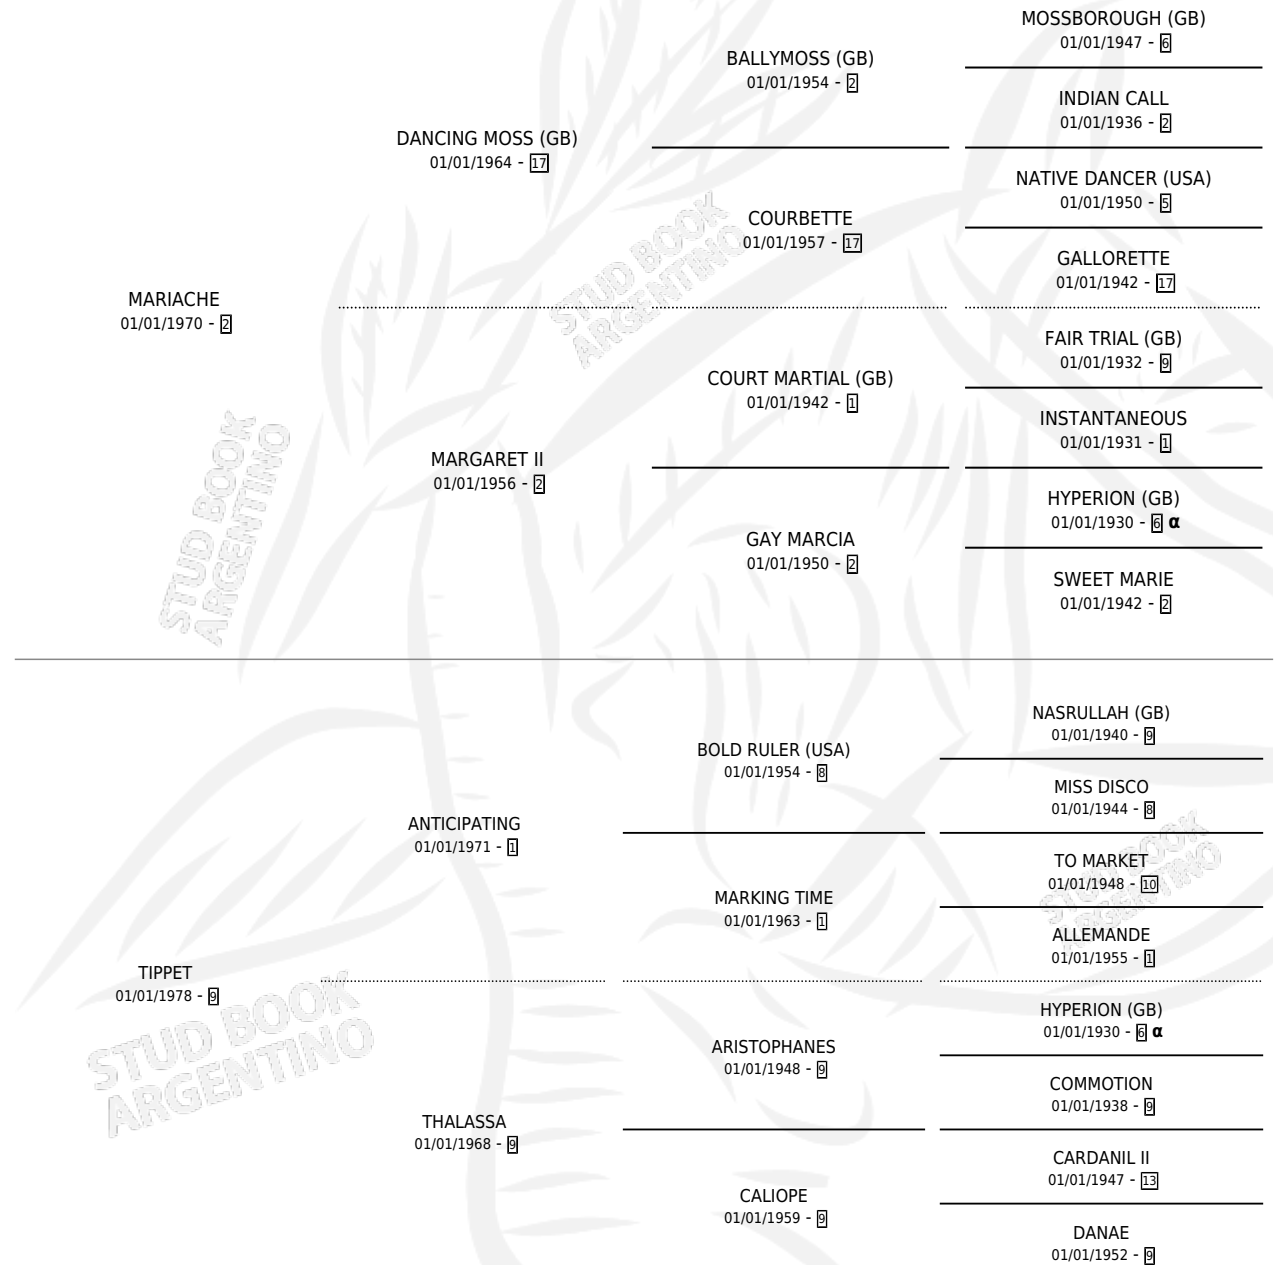 MARIACHE
01/01/1970 - 2
DANCING MOSS (GB)
01/01/1964 - 17
MARGARET II
01/01/1956 - 2
BALLYMOSS (GB)
01/01/1954 - 2
COURBETTE
01/01/1957 - 17
COURT MARTIAL (GB)
01/01/1942 - 1
GAY MARCIA
01/01/1950 - 2
MOSSBOROUGH (GB)
01/01/1947 - 6
INDIAN CALL
01/01/1936 - 2
NATIVE DANCER (USA)
01/01/1950 - 5
GALLORETTE
01/01/1942 - 17
FAIR TRIAL (GB)
01/01/1932 - 9
INSTANTANEOUS
01/01/1931 - 1
HYPERION (GB)
01/01/1930 - 6 α
SWEET MARIE
01/01/1942 - 2
TIPPET
01/01/1978 - 9
ANTICIPATING
01/01/1971 - 1
THALASSA
01/01/1968 - 9
BOLD RULER (USA)
01/01/1954 - 8
MARKING TIME
01/01/1963 - 1
ARISTOPHANES
01/01/1948 - 9
CALIOPE
01/01/1959 - 9
NASRULLAH (GB)
01/01/1940 - 9
MISS DISCO
01/01/1944 - 8
TO MARKET
01/01/1948 - 10
ALLEMANDE
01/01/1955 - 1
HYPERION (GB)
01/01/1930 - 6 α
COMMOTION
01/01/1938 - 9
CARDANIL II
01/01/1947 - 13
DANAE
01/01/1952 - 9
STUD BOOK
ARGENTINO
STUD BOOK
ARGENTINO
STUD BOOK
ARGENTINO
STUD BOOK
ARGENTINO